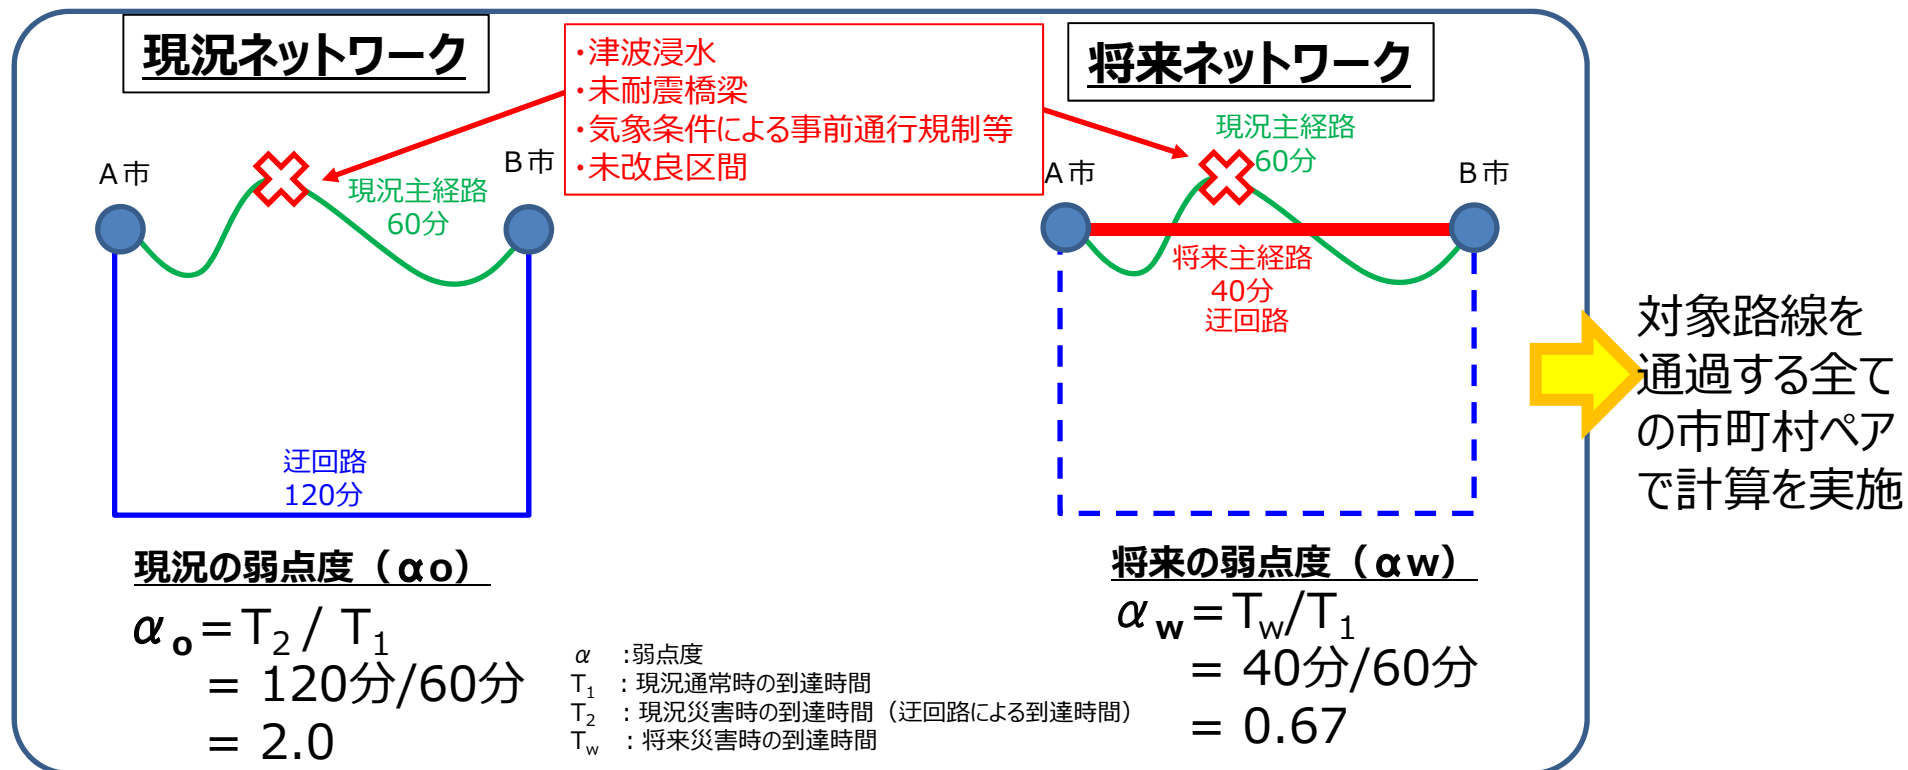 現況ネットワーク
・津波浸水
・未耐震橋梁
・気象条件による事前通行規制等
・未改良区間
将来ネットワーク
A市
B市
現況主経路
60分
迂回路
120分
現況の弱点度（αo）
αo=T2/ T1
= 120分/60分
= 2.0
α :弱点度
T1 ：現況通常時の到達時間
T2 ：現況災害時の到達時間（迂回路による到達時間）
Tw ：将来災害時の到達時間
現況主経路
60分
A市
B市
将来主経路
40分
迂回路
将来の弱点度（αw）
αw=Tw/T1
= 40分/60分
= 0.67
対象路線を
通過する全て
の市町村ペア
で計算を実施